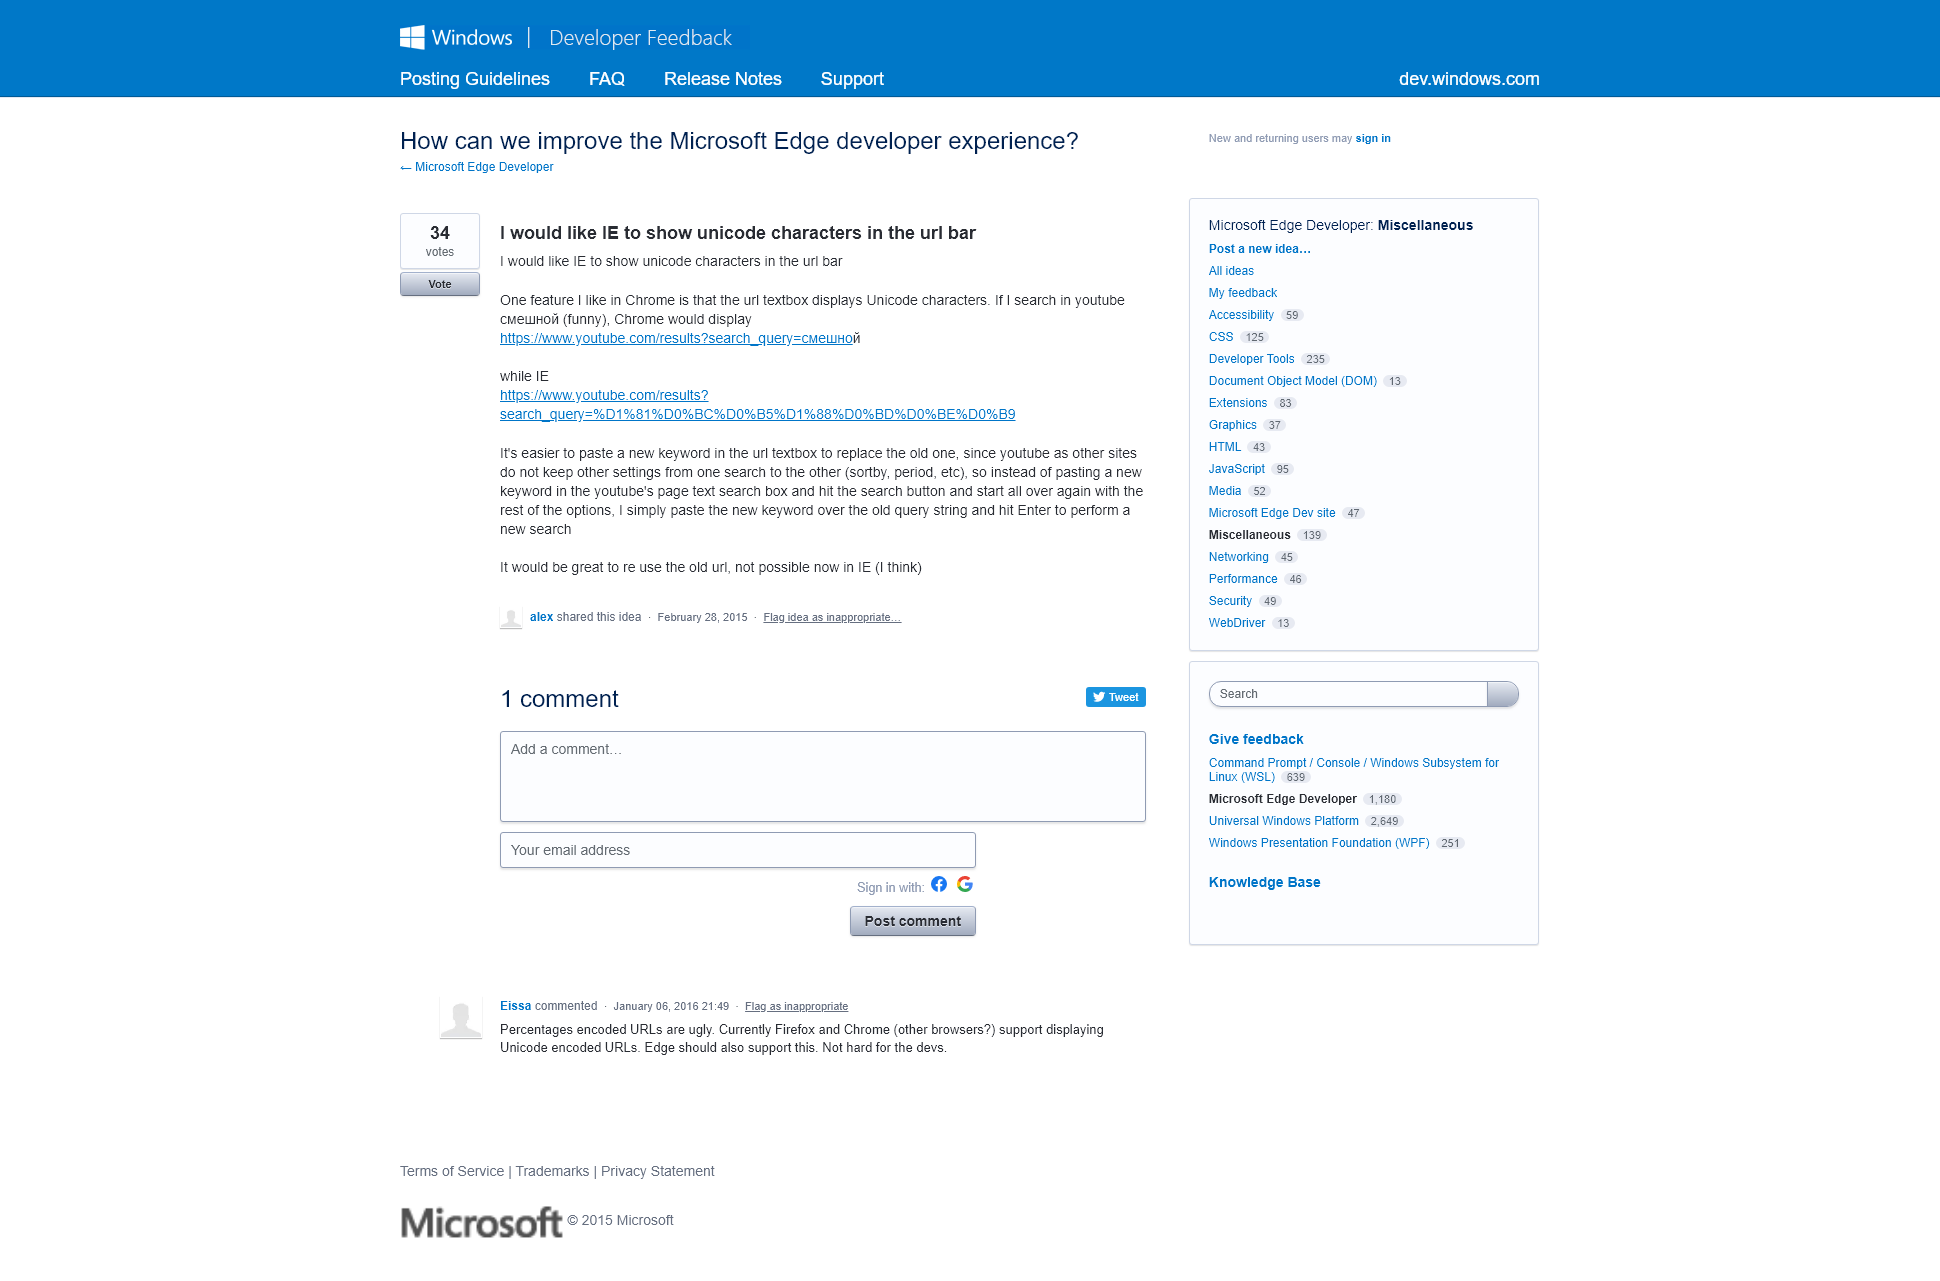 Windows | Developer Feedback
Posting Guidelines FAQ Release Notes Support dev.windows.com
How can we improve the Microsoft Edge developer experience?
← Microsoft Edge Developer
New and returning users may sign in
34
votes
Vote
I would like IE to show unicode characters in the url bar
I would like IE to show unicode characters in the url bar
One feature I like in Chrome is that the url textbox displays Unicode characters. If I search in youtube
смешной (funny), Chrome would display
https://www.youtube.com/results?search_query=смешной
while IE
https://www.youtube.com/results?
search_query=%D1%81%D0%BC%D0%B5%D1%88%D0%BD%D0%BE%D0%B9
It's easier to paste a new keyword in the url textbox to replace the old one, since youtube as other sites
do not keep other settings from one search to the other (sortby, period, etc), so instead of pasting a new
keyword in the youtube's page text search box and hit the search button and start all over again with the
rest of the options, I simply paste the new keyword over the old query string and hit Enter to perform a
new search
It would be great to re use the old url, not possible now in IE (I think)
alex shared this idea · February 28, 2015 · Flag idea as inappropriate…
1 comment
Tweet
Add a comment…
Your email address
Sign in with:
Post comment
Eissa commented · January 06, 2016 21:49 · Flag as inappropriate
Percentages encoded URLs are ugly. Currently Firefox and Chrome (other browsers?) support displaying
Unicode encoded URLs. Edge should also support this. Not hard for the devs.
Microsoft Edge Developer: Miscellaneous
Post a new idea…
All ideas
My feedback
Accessibility 59
CSS 125
Developer Tools 235
Document Object Model (DOM) 13
Extensions 83
Graphics 37
HTML 43
JavaScript 95
Media 52
Microsoft Edge Dev site 47
Miscellaneous 139
Networking 45
Performance 46
Security 49
WebDriver 13
Search
Give feedback
Command Prompt / Console / Windows Subsystem for
Linux (WSL) 639
Microsoft Edge Developer 1,180
Universal Windows Platform 2,649
Windows Presentation Foundation (WPF) 251
Knowledge Base
Terms of Service | Trademarks | Privacy Statement
Microsoft © 2015 Microsoft